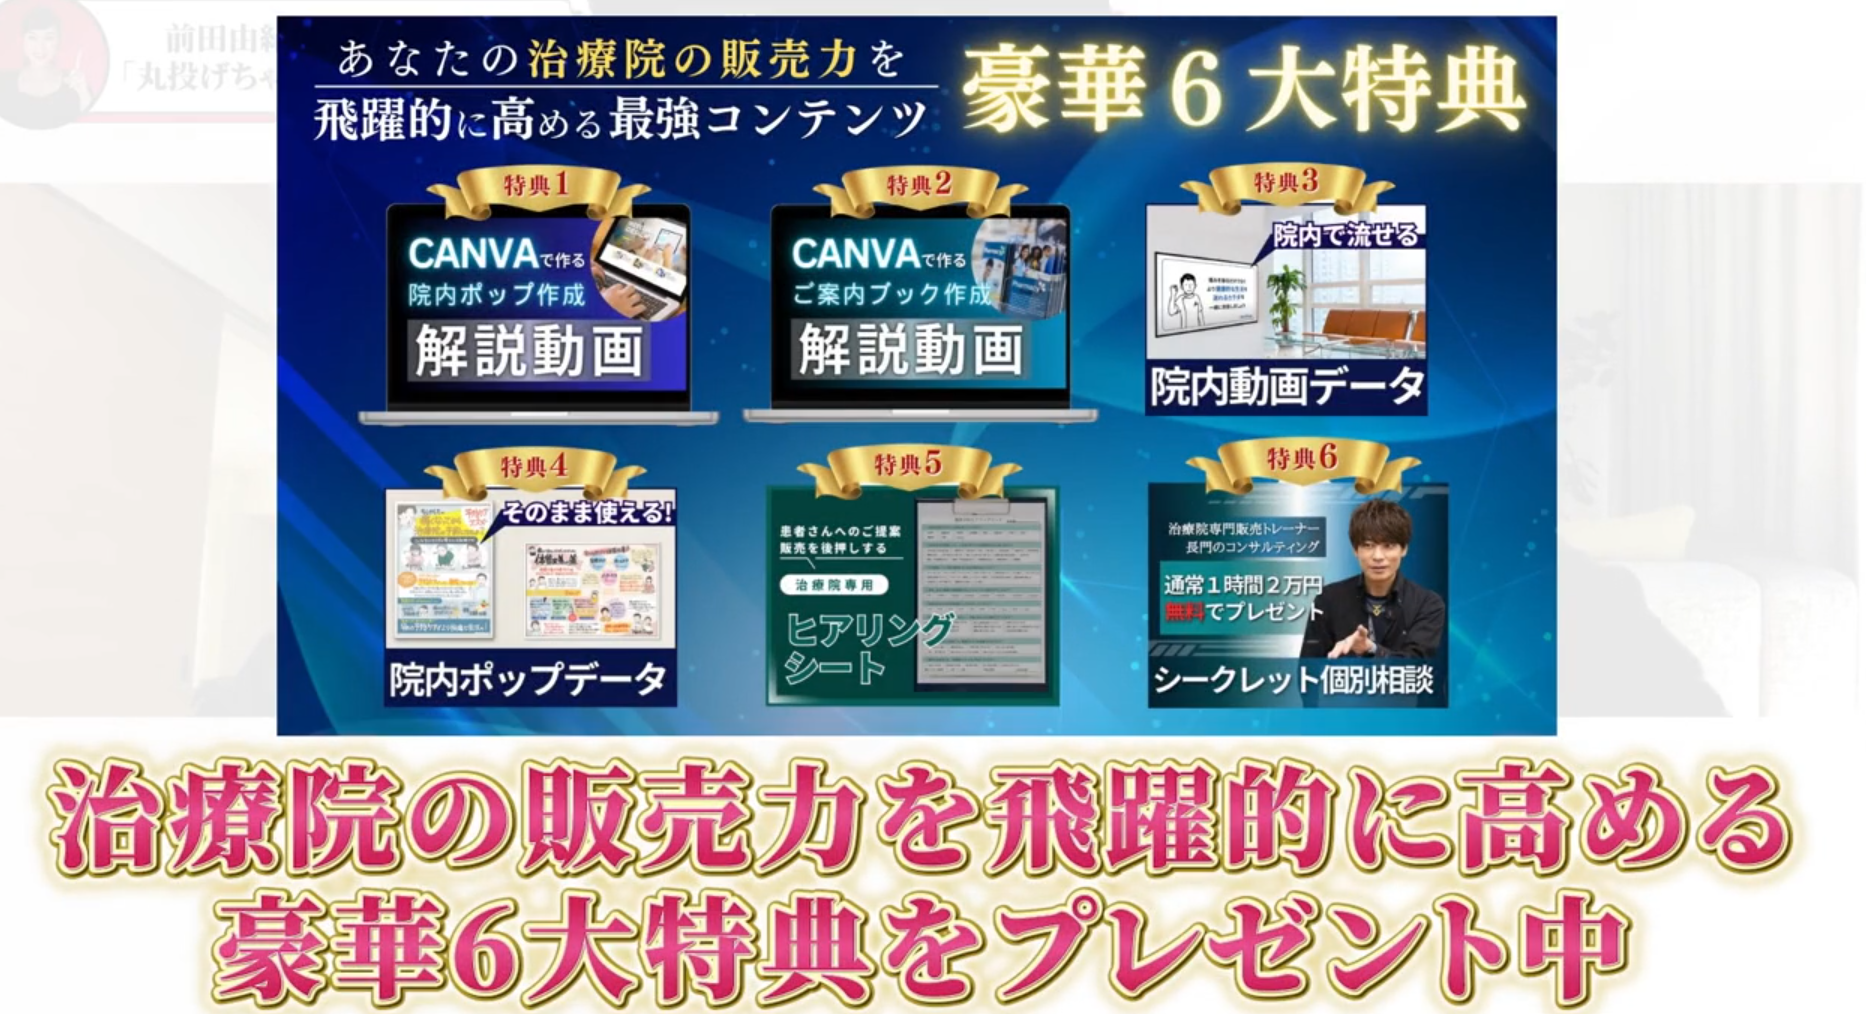 前田由紀
「丸投げちゃ
あなたの治療院の販売力を
飛躍的に高める最強コンテンツ
豪華6大特典
特典1
CANVAで作る
院内ポップ作成
解説動画
特典2
CANVAで作る
ご案内ブック作成
解説動画
特典3
院内で流せる
院内動画データ
特典4
そのまま使える!
院内ポップデータ
特典5
患者さんへのご提案
販売を後押しする
治療院専用
ヒアリング
シート
特典6
治療院専門販売トレーナー
長門のコンサルティング
通常1時間2万円
無料でプレゼント
シークレット個別相談
治療院の販売力を飛躍的に高める
豪華6大特典をプレゼント中